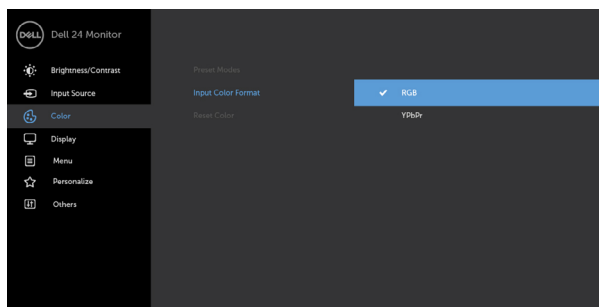 DELL Dell 24 Monitor
Brightness/Contrast Preset Modes
Input Source Input Color Format RGB
Color Reset Color YPbPr
Display
Menu
Personalize
Others